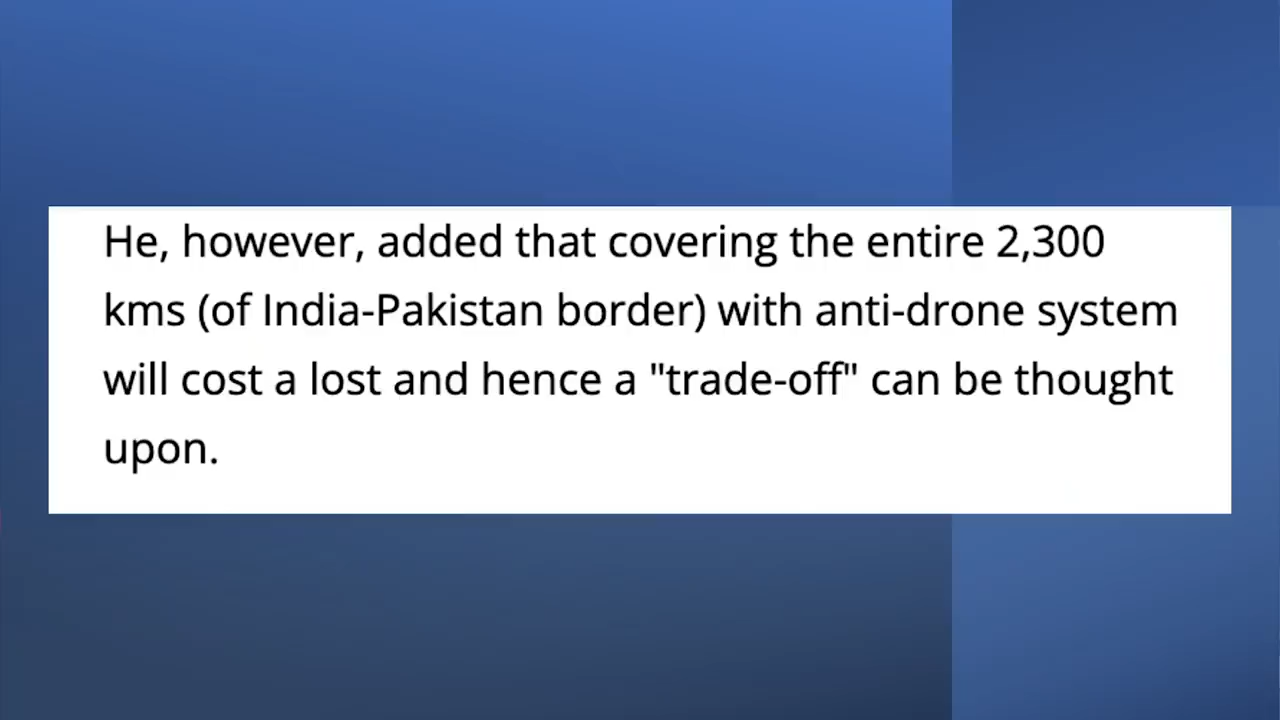 He, however, added that covering the entire 2,300
kms (of India-Pakistan border) with anti-drone system
will cost a lost and hence a "trade-off" can be thought
upon.